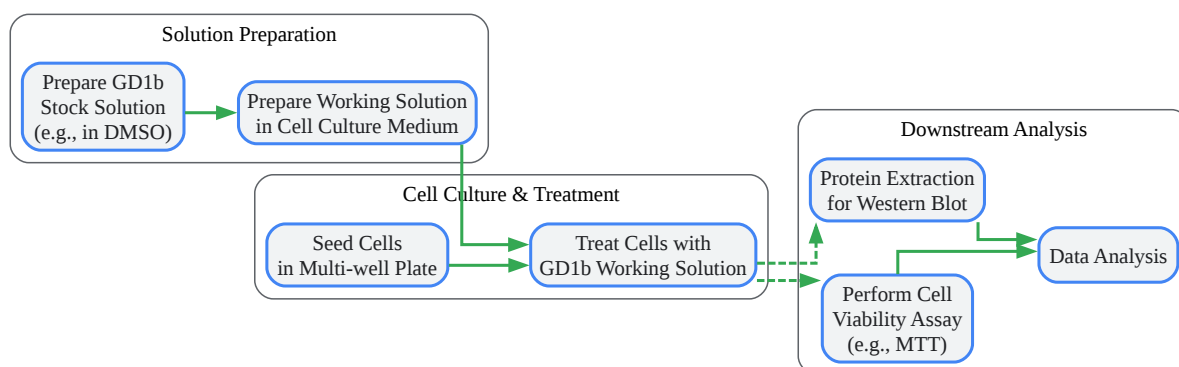 Solution Preparation
Prepare GD1b
Stock Solution
(e.g., in DMSO)
Prepare Working Solution
in Cell Culture Medium
Cell Culture & Treatment
Seed Cells
in Multi-well Plate
Treat Cells with
GD1b Working Solution
Downstream Analysis
Protein Extraction
for Western Blot
Perform Cell
Viability Assay
(e.g., MTT)
Data Analysis